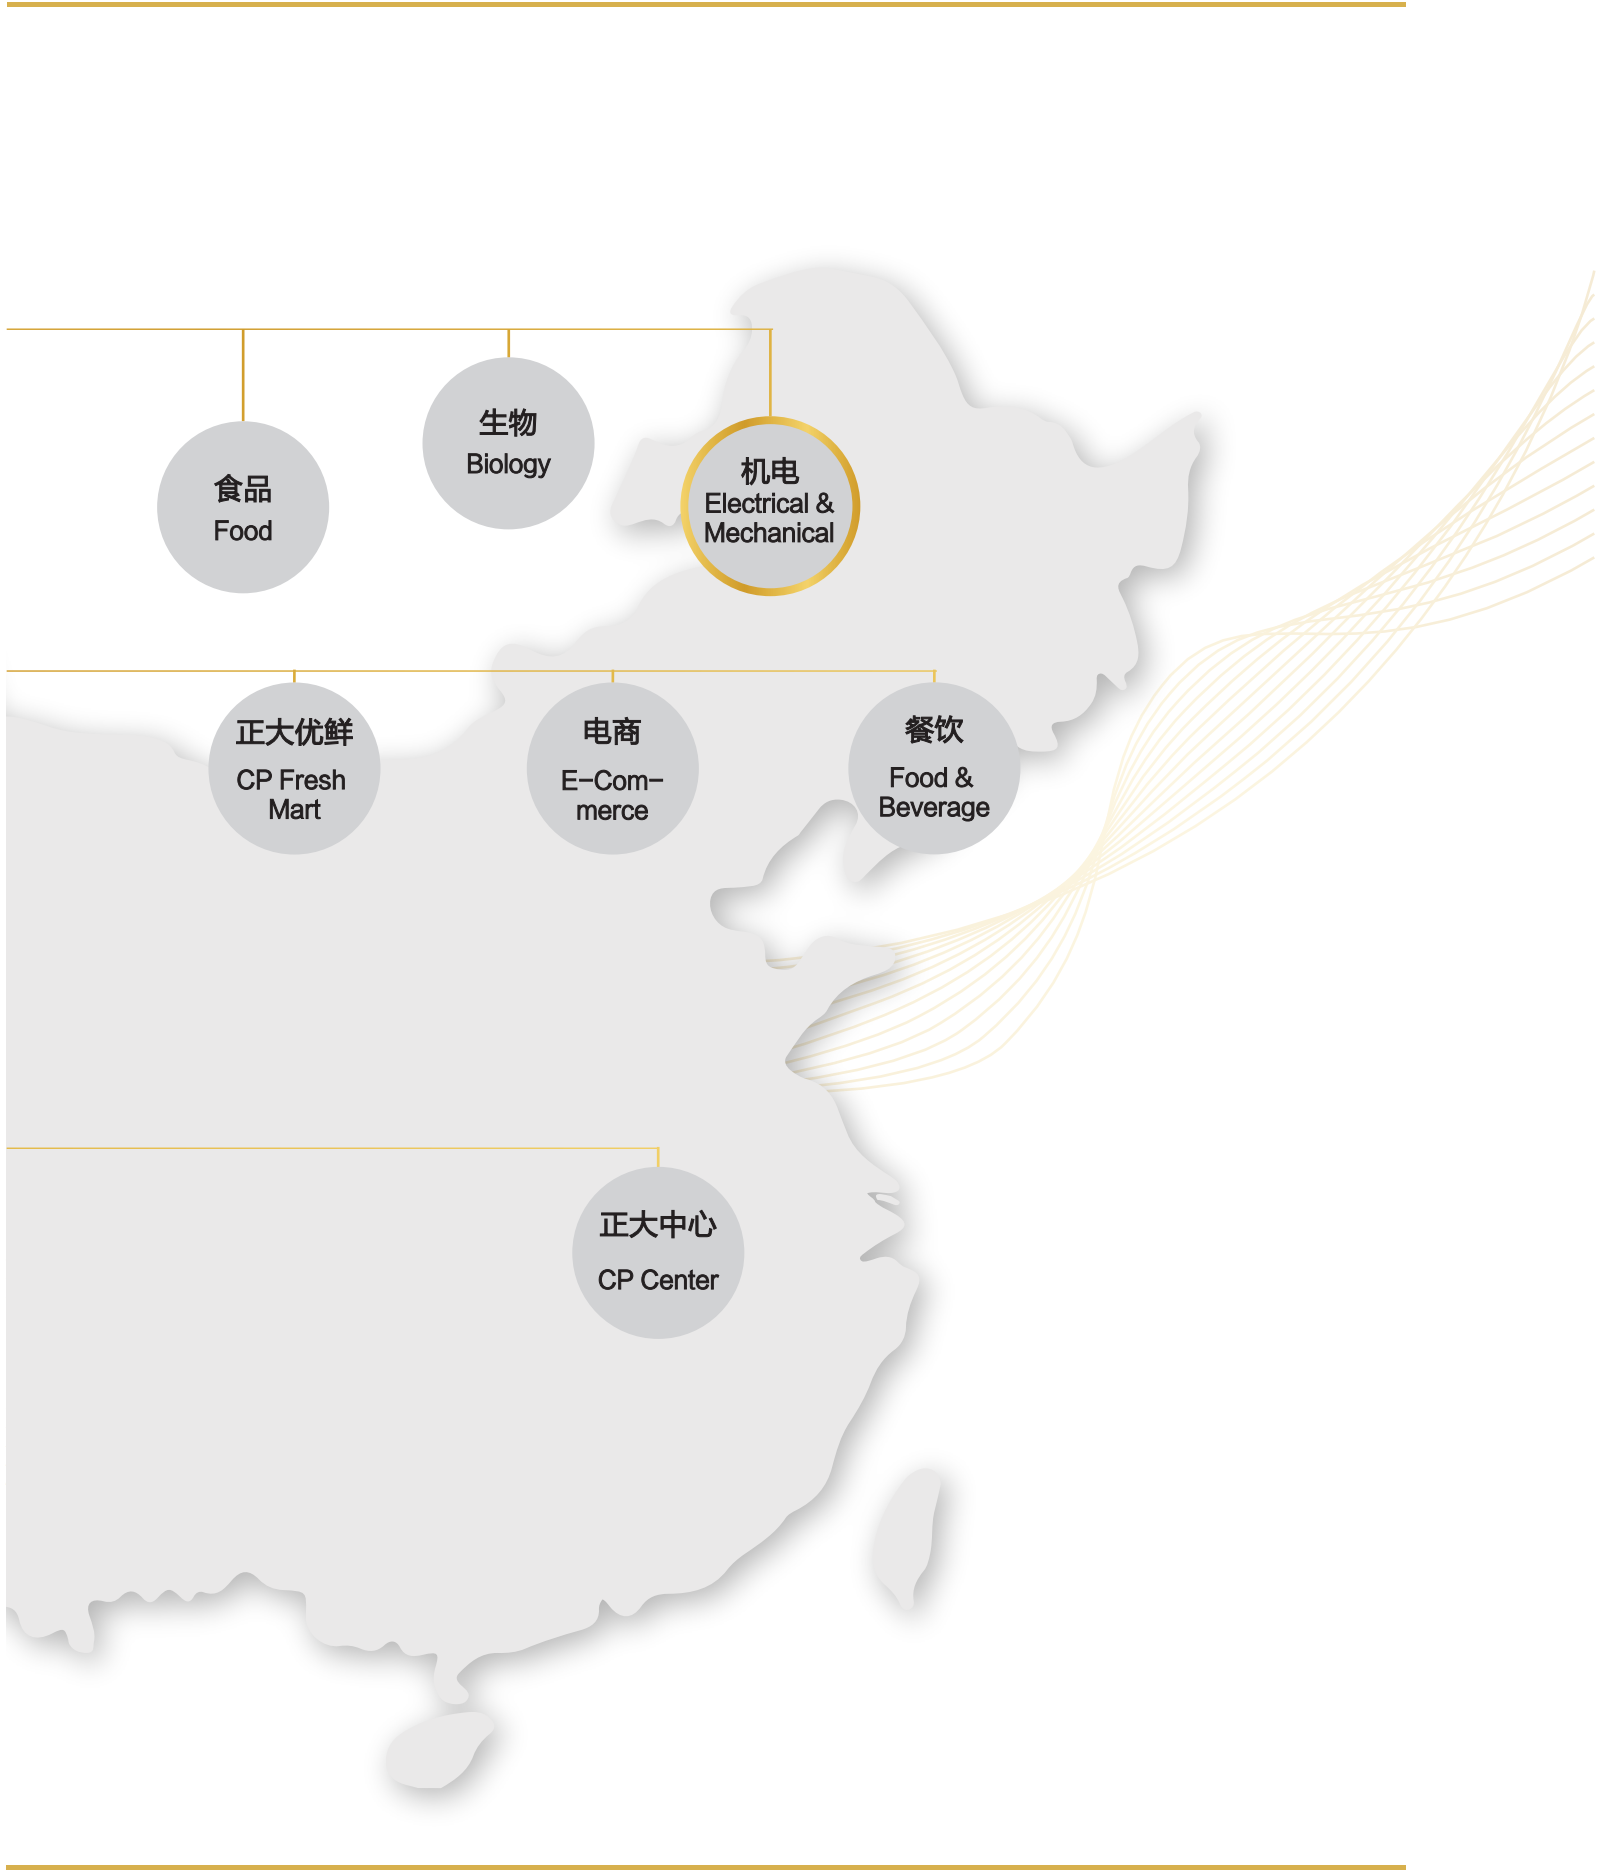 生物
Biology
机电
Electrical &
Mechanical
食品
Food
正大优鲜
CP Fresh
Mart
电商
E-Com-
merce
餐饮
Food &
Beverage
正大中心
CP Center